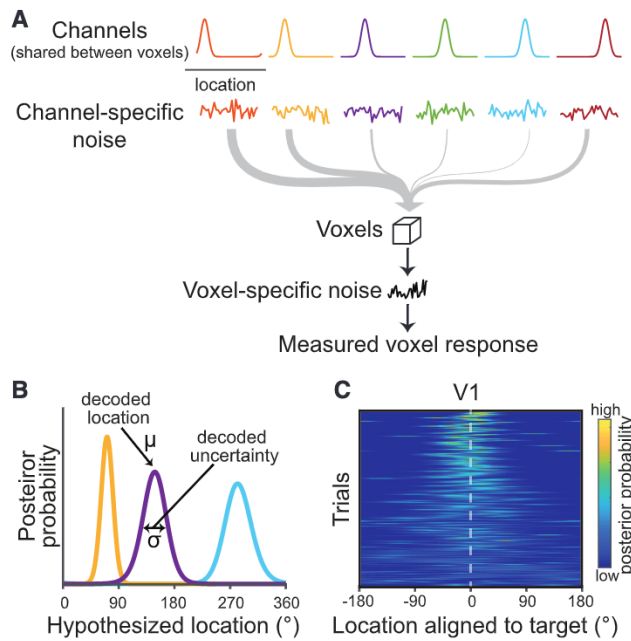 A
Channels
(shared between voxels)
location
Channel-specific
noise
Voxels
Voxel-specific noise
Measured voxel response
B
decoded
location
μ
decoded
uncertainty
σ
Posteiror
probability
0 90 180 270 360
Hypothesized location (°)
C
V1
Trials
high
posterior probability
low
-180 -90 0 90 180
Location aligned to target (°)